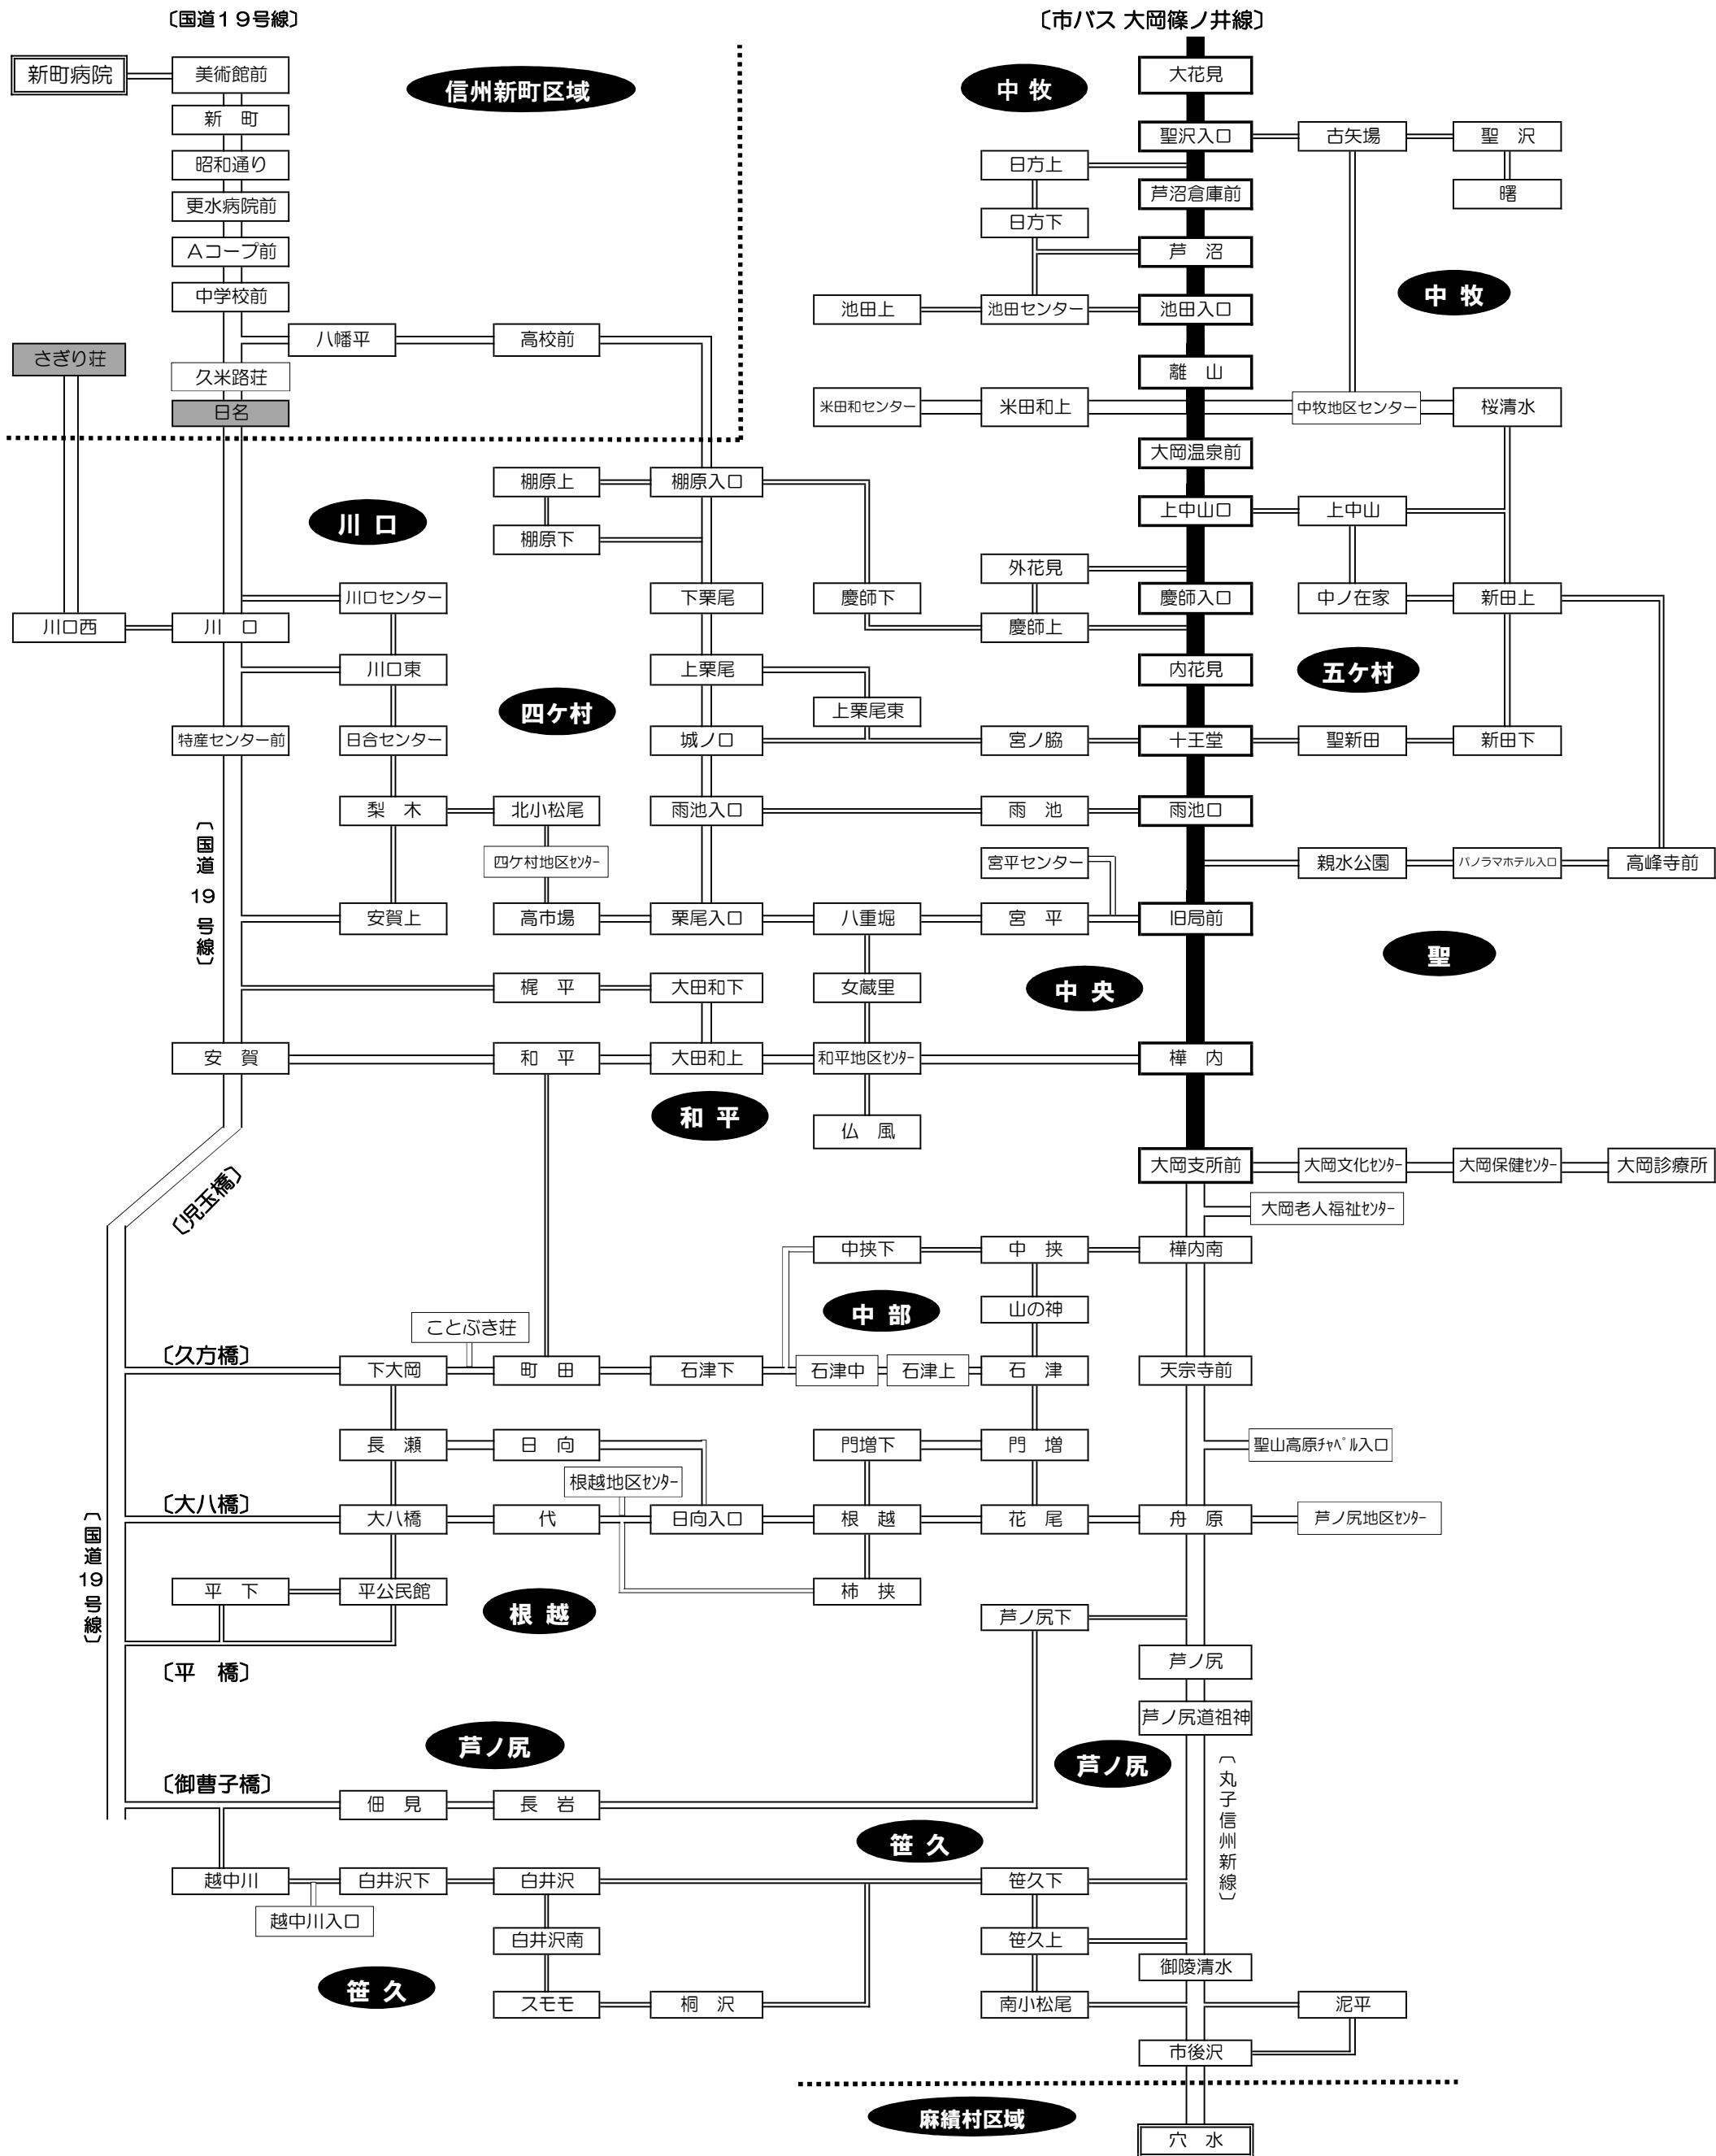 〔国道１９号線〕
〔市バス 大岡篠ノ井線〕
新町病院
美術館前
信州新町区域
中 牧
大花見
新 町
聖沢入口
古矢場
聖 沢
昭和通り
日方上
更水病院前
芦沼倉庫前
曙
日方下
Aコープ前
芦 沼
中学校前
池田上
池田センター
池田入口
中 牧
八幡平
高校前
さぎり荘
久米路荘
離 山
日名
米田和センター
米田和上
中牧地区センター
桜清水
大岡温泉前
棚原上
棚原入口
川 口
上中山口
上中山
棚原下
外花見
川口センター
下栗尾
慶師下
慶師入口
中ノ在家
新田上
川口西
川 口
慶師上
川口東
上栗尾
内花見
五ケ村
四ケ村
上栗尾東
特産センター前
日合センター
城ノ口
宮ノ脇
十王堂
聖新田
新田下
梨 木
北小松尾
雨池入口
雨 池
雨池口
〔国道19号線〕
四ケ村地区ｾﾝﾀｰ
宮平センター
親水公園
パノラマホテル入口
高峰寺前
安賀上
高市場
栗尾入口
八重堀
宮 平
旧局前
聖
梶 平
大田和下
女蔵里
中 央
安 賀
和 平
大田和上
和平地区ｾﾝﾀｰ
樺 内
和 平
仏 風
大岡支所前
大岡文化ｾﾝﾀｰ
大岡保健ｾﾝﾀｰ
大岡診療所
〔児玉橋〕
大岡老人福祉ｾﾝﾀｰ
中挟下
中 挟
樺内南
中 部
山の神
ことぶき荘
〔久方橋〕
下大岡
町 田
石津下
石津中
石津上
石 津
天宗寺前
長 瀬
日 向
門増下
門 増
聖山高原ﾁｬﾍﾟﾙ入口
根越地区ｾﾝﾀｰ
〔大八橋〕
大八橋
代
日向入口
根 越
花 尾
舟 原
芦ノ尻地区ｾﾝﾀｰ
〔国道19号線〕
平 下
平公民館
根 越
柿 挟
芦ノ尻下
〔平 橋〕
芦ノ尻
芦ノ尻道祖神
芦ノ尻
芦ノ尻
〔御曹子橋〕
佃 見
長 岩
〔丸子信州新線〕
笹 久
越中川
白井沢下
白井沢
笹久下
越中川入口
白井沢南
笹久上
御陵清水
笹 久
スモモ
桐 沢
南小松尾
泥平
市後沢
麻績村区域
穴 水